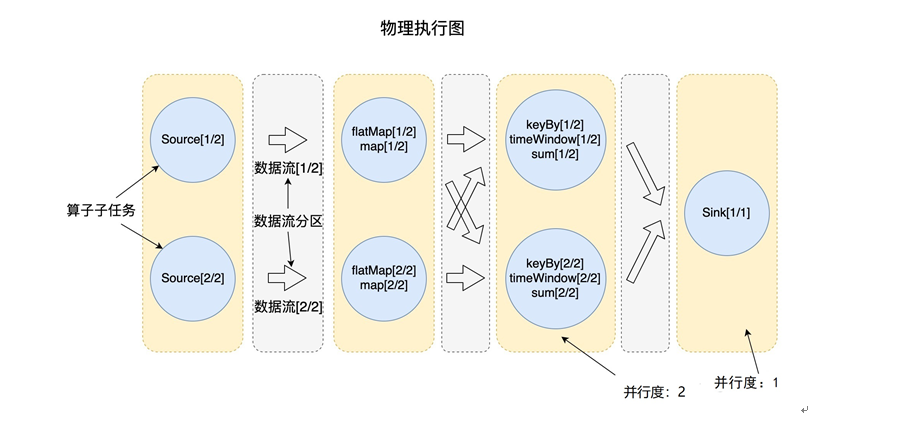 物理执行图
Source[1/2]
数据流[1/2]
flatMap[1/2]
map[1/2]
keyBy[1/2]
timeWindow[1/2]
sum[1/2]
算子子任务
数据流分区
Sink[1/1]
Source[2/2]
数据流[2/2]
flatMap[2/2]
map[2/2]
keyBy[2/2]
timeWindow[2/2]
sum[2/2]
并行度：2
并行度：1